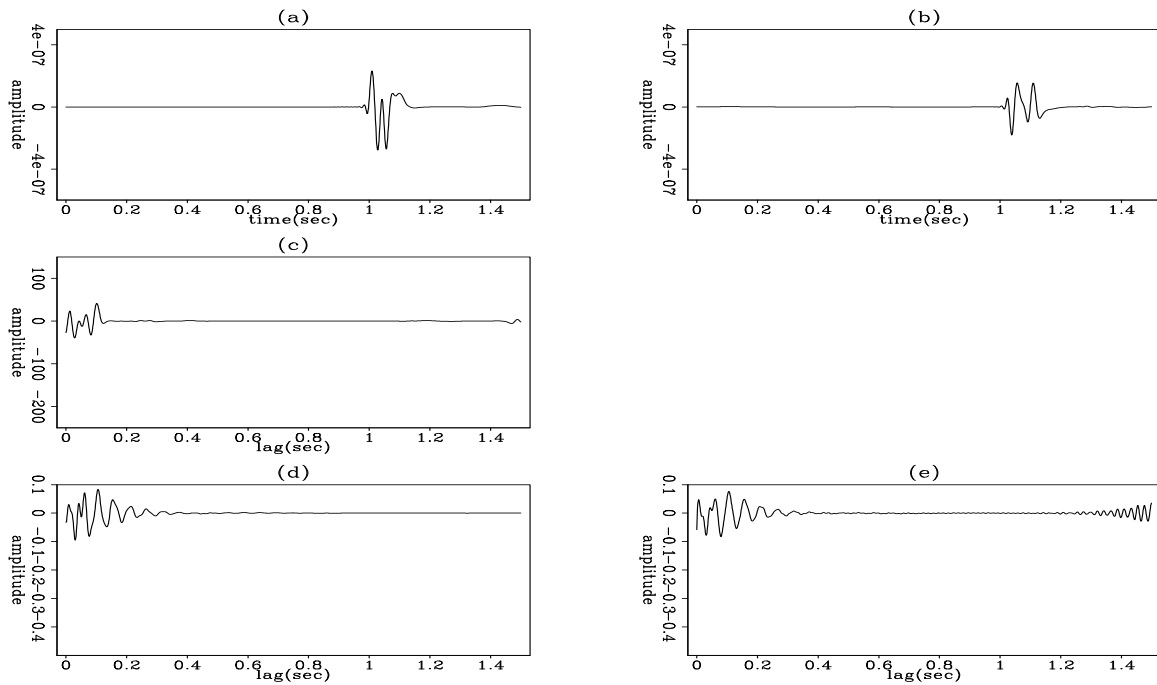 (a)
4e-07
0
-4e-07
amplitude
0 0.2 0.4 0.6 0.8 1 1.2 1.4
time(sec)
(b)
4e-07
0
-4e-07
amplitude
0 0.2 0.4 0.6 0.8 1 1.2 1.4
time(sec)
(c)
100
0
-100
-200
amplitude
0 0.2 0.4 0.6 0.8 1 1.2 1.4
lag(sec)
(d)
0.1
0
-0.1
-0.2
-0.3
-0.4
amplitude
0 0.2 0.4 0.6 0.8 1 1.2 1.4
lag(sec)
(e)
0.1
0
-0.1
-0.2
-0.3
-0.4
amplitude
0 0.2 0.4 0.6 0.8 1 1.2 1.4
lag(sec)